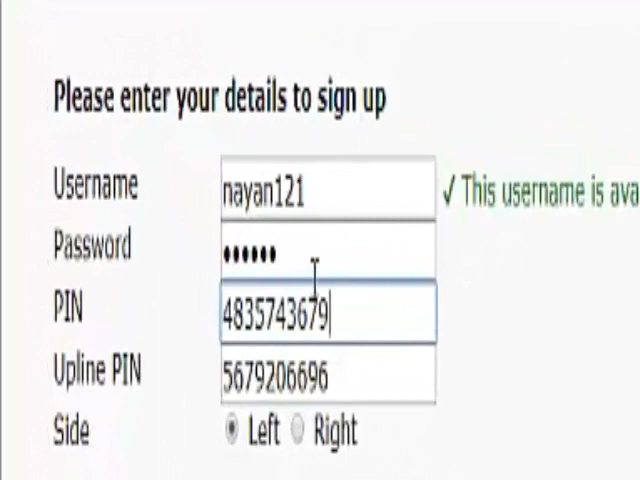 Please enter your details to sign up
Username nayan121 ✓ This username is ava
Password ••••••
PIN 4835743679
Upline PIN 5679206696
Side Left Right